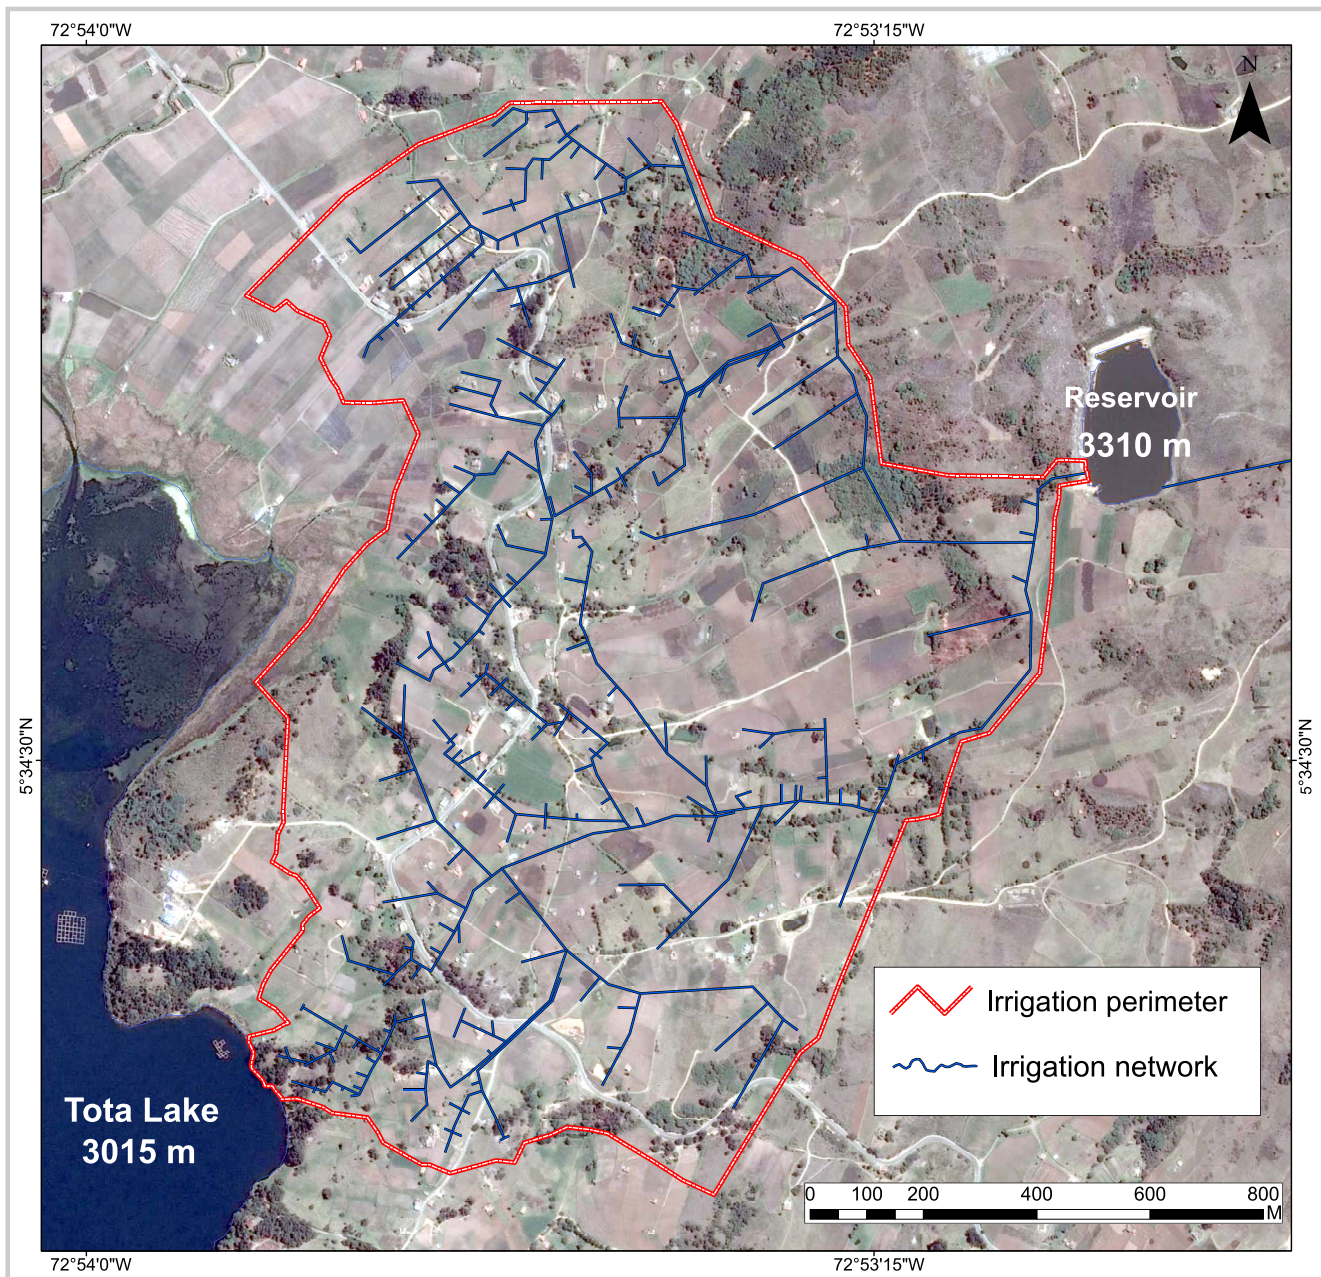 72°54'0"W 72°53'15"W
N
Reservoir
3310 m
5°34'30"N 5°34'30"N
Irrigation perimeter
Irrigation network
Tota Lake
3015 m
0 100 200 400 600 800
M
72°54'0"W 72°53'15"W